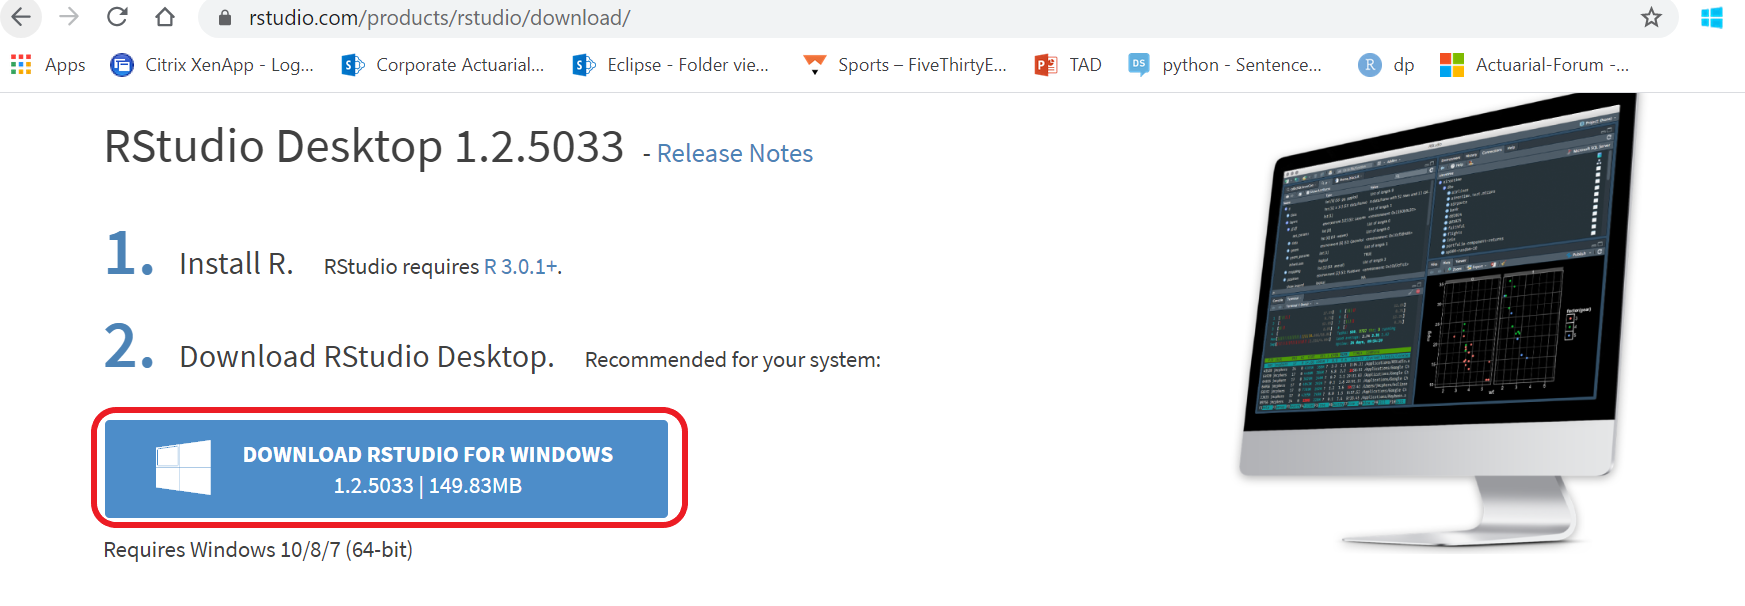 rstudio.com/products/rstudio/download/
Apps
Citrix XenApp - Log...
Corporate Actuarial...
Eclipse - Folder vie...
Sports – FiveThirtyE...
TAD
DS
python - Sentence...
R
dp
Actuarial-Forum -...
RStudio Desktop 1.2.5033 - Release Notes
1. Install R. RStudio requires R 3.0.1+.
2. Download RStudio Desktop. Recommended for your system:
DOWNLOAD RSTUDIO FOR WINDOWS
1.2.5033 | 149.83MB
Requires Windows 10/8/7 (64-bit)